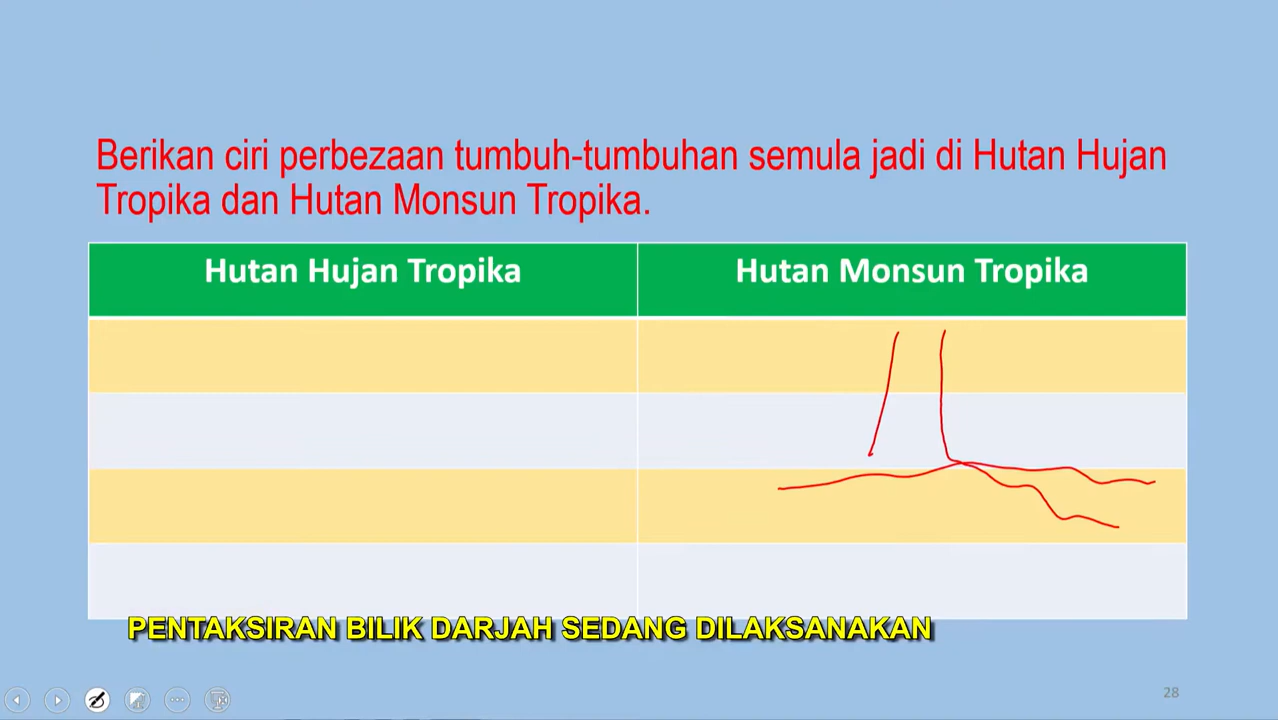 Berikan ciri perbezaan tumbuh-tumbuhan semula jadi di Hutan Hujan
Tropika dan Hutan Monsun Tropika.
Hutan Hujan Tropika
Hutan Monsun Tropika
PENTAKSIRAN BILIK DARJAH SEDANG DILAKSANAKAN
28